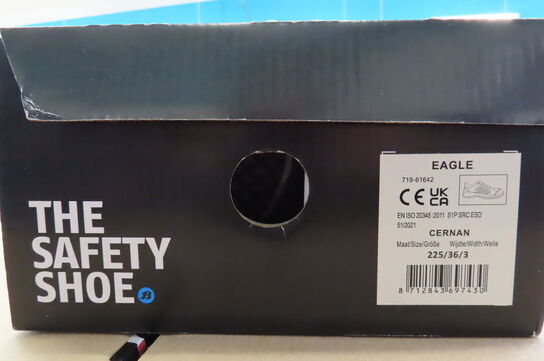 THE
SAFETY
SHOE
B
EAGLE
719-61642
CE UK
CA
EN ISO 20345:2011 S1P SRC ESD
51/2021
CERNAN
Maat/Size/Größe Wijdte/Width/Weite
225/36/3
8 712843 697430